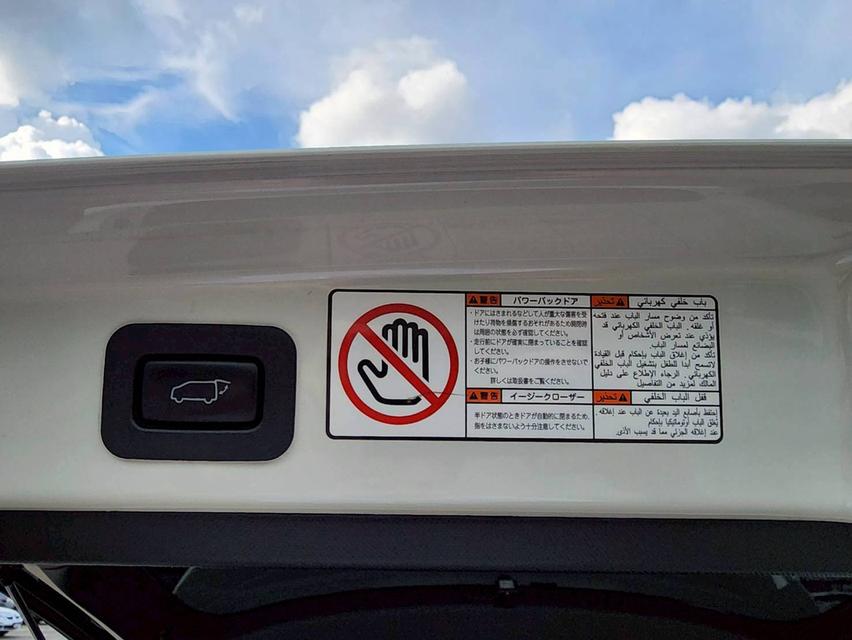 警告 パワーバックドア
・ドアにはさまれるなどして人が重大な傷害を受
けたり荷物を損傷するおそれがあるため開閉時
は周囲の状態を必ず確認してください。
・走行前にドアが確実に閉まっていることを確認
してください。
・お子様にパワーバックドアの操作をさせないで
ください。
詳しくは取扱書をご覧ください。
警告 イージークローザー
半ドア状態のときドアが自動的に閉まるため、
指をはさまないよう十分注意してください。
تحذير باب خلفي كهربائي
تأكد من وضوح مسار الباب عند فتحه
أو غلقه. الباب الخلفي الكهربائي قد
يؤدي عند تعرض الأشخاص أو
البضائع لمسار الباب.
تأكد من إغلاق الباب بإحكام قبل القيادة
لاتسمح أبدا للطفل بتشغيل الباب الخلفي
الكهربائي. الرجاء الإطلاع على دليل
المالك لمزيد من التفاصيل
تحذير قفل الباب الخلفي
إحتفظ بأصابع اليد بعيدة عن الباب عند إغلاقه.
يُغلق الباب أوتوماتيكيا بإحكام
عند إغلاقه الجزئي مما قد يسبب الأذى.